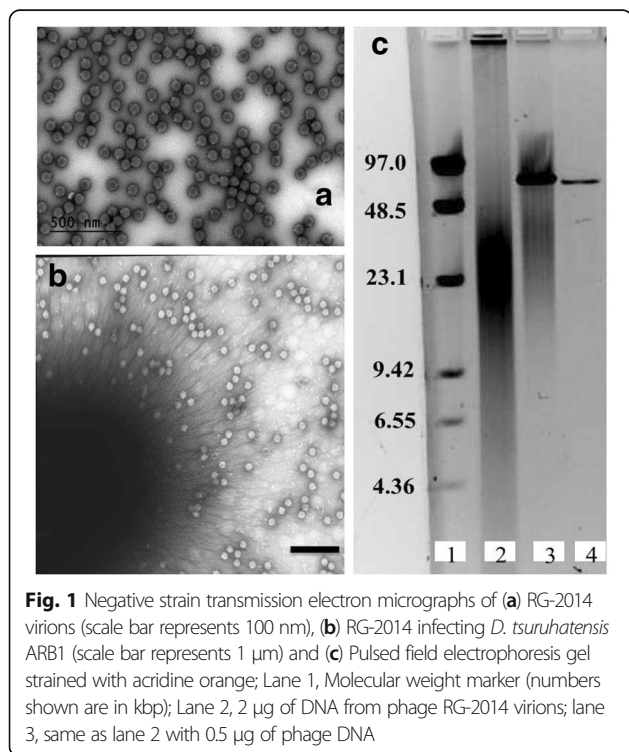 a
500 nm
b
c
97.0
48.5
23.1
9.42
6.55
4.36
1 2 3 4
Fig. 1 Negative strain transmission electron micrographs of (a) RG-2014
virions (scale bar represents 100 nm), (b) RG-2014 infecting D. tsuruhatensis
ARB1 (scale bar represents 1 μm) and (c) Pulsed field electrophoresis gel
strained with acridine orange; Lane 1, Molecular weight marker (numbers
shown are in kbp); Lane 2, 2 μg of DNA from phage RG-2014 virions; lane
3, same as lane 2 with 0.5 μg of phage DNA